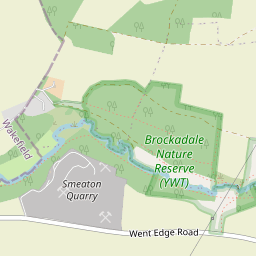 Wakefield
Brockadale
Nature
Reserve
(YWT)
Smeaton
Quarry
Went Edge Road